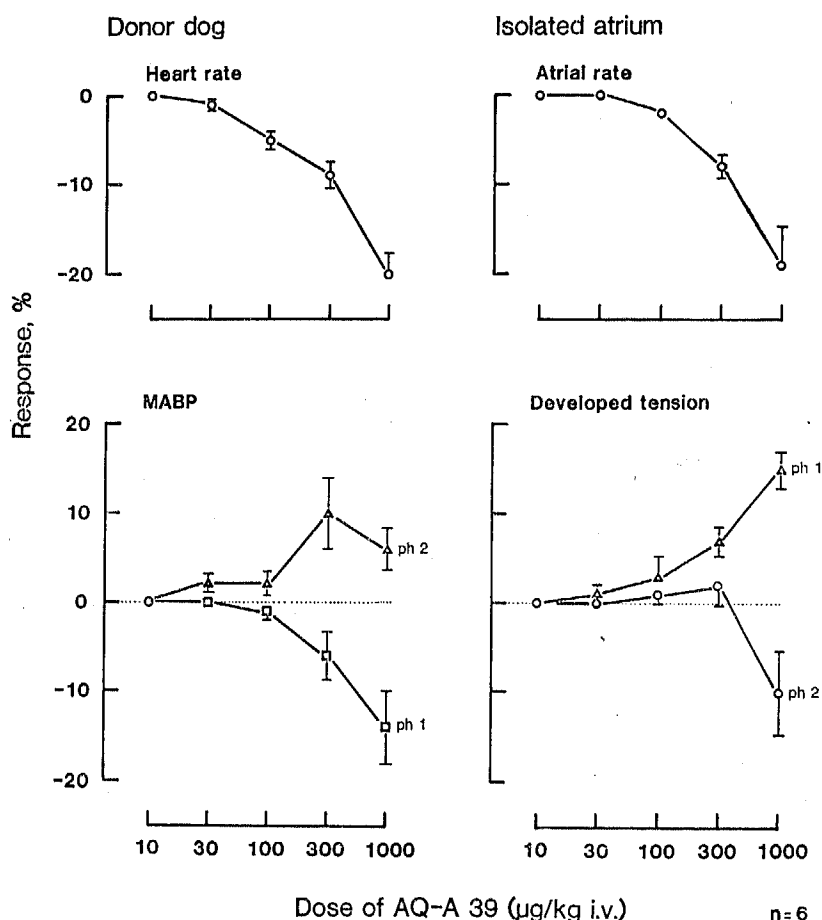 Donor dog
Isolated atrium
Heart rate
Atrial rate
0
-10
-20
Response, %
MABP
Developed tension
20
10
0
-10
-20
ph 2
ph 1
ph 1
ph 2
10 30 100 300 1000
10 30 100 300 1000
Dose of AQ-A 39 (µg/kg i.v.)
n=6